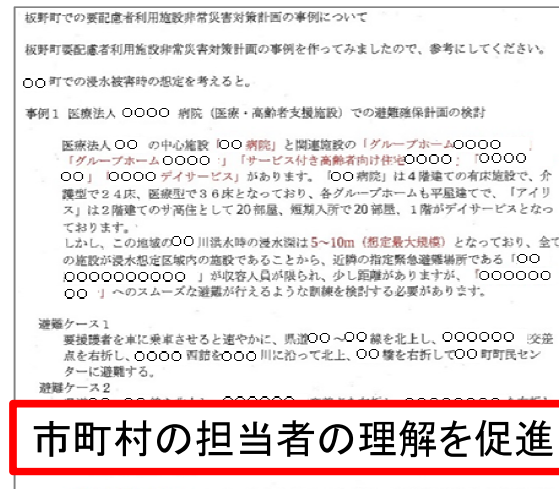 板野町での要配慮者利用施設非常災害対策計画の事例について
板野町要配慮者利用施設非常災害対策計画の事例を作ってみましたので、参考にしてください。
○○町での浸水被害時の想定を考えると。
事例１ 医療法人 ○○○○ 病院（医療・高齢者支援施設）での避難確保計画の検討
医療法人 ○○ の中心施設「○○ 病院」と関連施設の「グループホーム○○○○
「グループホーム ○○○○ 」「サービス付き高齢者向け住宅○○○○ 」「○○○○
○○」「○○○○ デイサービス」があります。「○○ 病院」は４階建ての有床施設で、介
護型で２４床、医療型で３６床となっており、各グループホームも平屋建てで、「アイリ
ス」は２階建てのサ高住として 20 部屋、短期入所で 20 部屋、１階がデイサービスとなっ
ております。
しかし、この地域の○○ 川洪水時の浸水深は 5～10m（想定最大規模）となっており、全て
の施設が浸水想定区域内の施設であることから、近隣の指定緊急避難場所である「○○
○○○○○○○○○○ 」が収容人員が限られ、少し距離がありますが、「○○○○○○
○○ 」へのスムーズな避難が行えるような訓練を検討する必要があります。
避難ケース１
要援護者を車に乗車させると速やかに、県道○○～○○ 線を北上し、○○○○○○ 交差
点を右折し、○○○○ 西詰を○○○ 川に沿って北上、○○ 橋を右折して○○ 町町民セン
ターに避難する。
避難ケース２
市町村の担当者の理解を促進